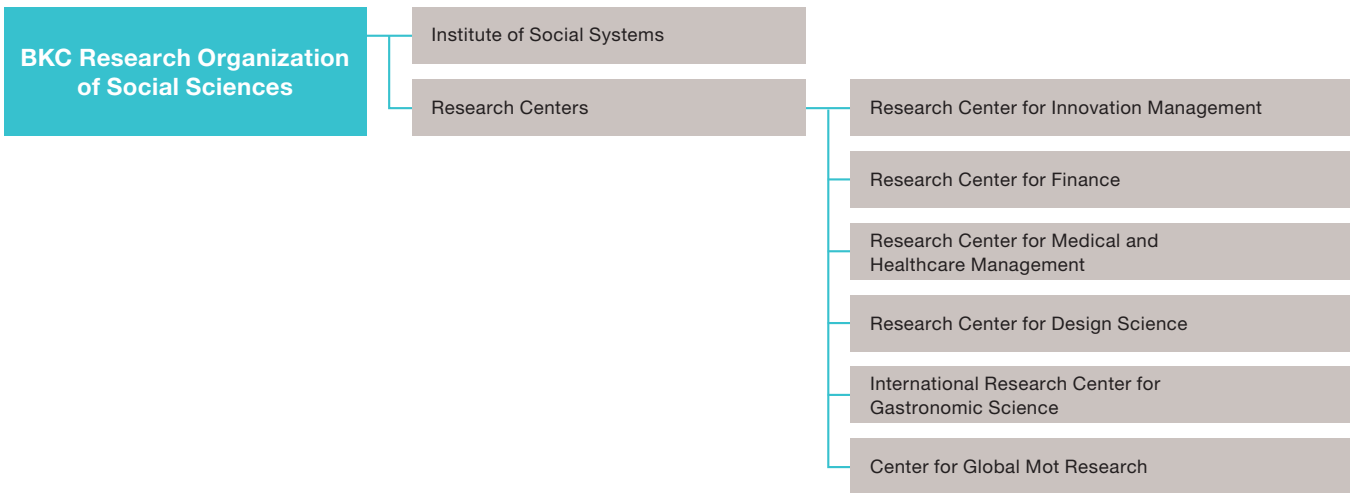 BKC Research Organization
of Social Sciences
Institute of Social Systems
Research Centers
Research Center for Innovation Management
Research Center for Finance
Research Center for Medical and
Healthcare Management
Research Center for Design Science
International Research Center for
Gastronomic Science
Center for Global Mot Research